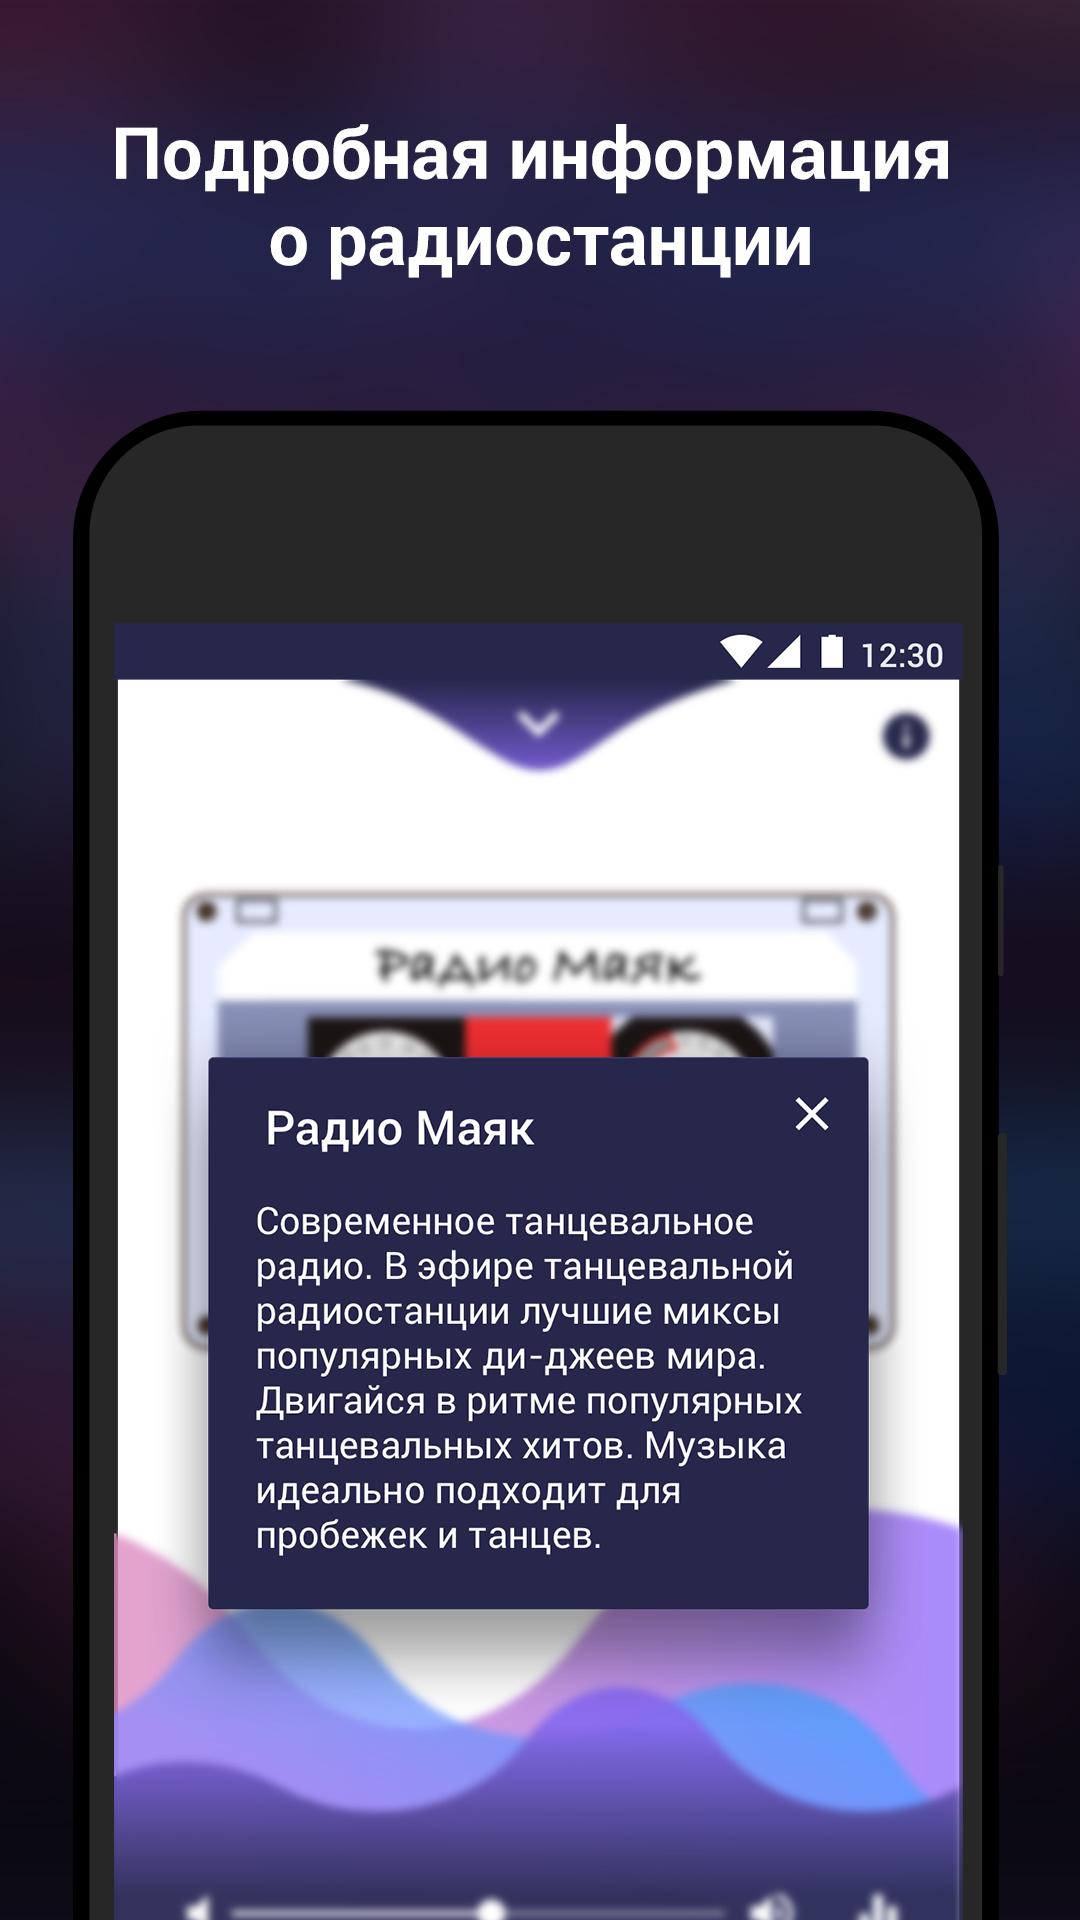 Подробная информация
о радиостанции
12:30
Радио Маяк
Радио Маяк
Современное танцевальное
радио. В эфире танцевальной
радиостанции лучшие миксы
популярных ди-джеев мира.
Двигайся в ритме популярных
танцевальных хитов. Музыка
идеально подходит для
пробежек и танцев.